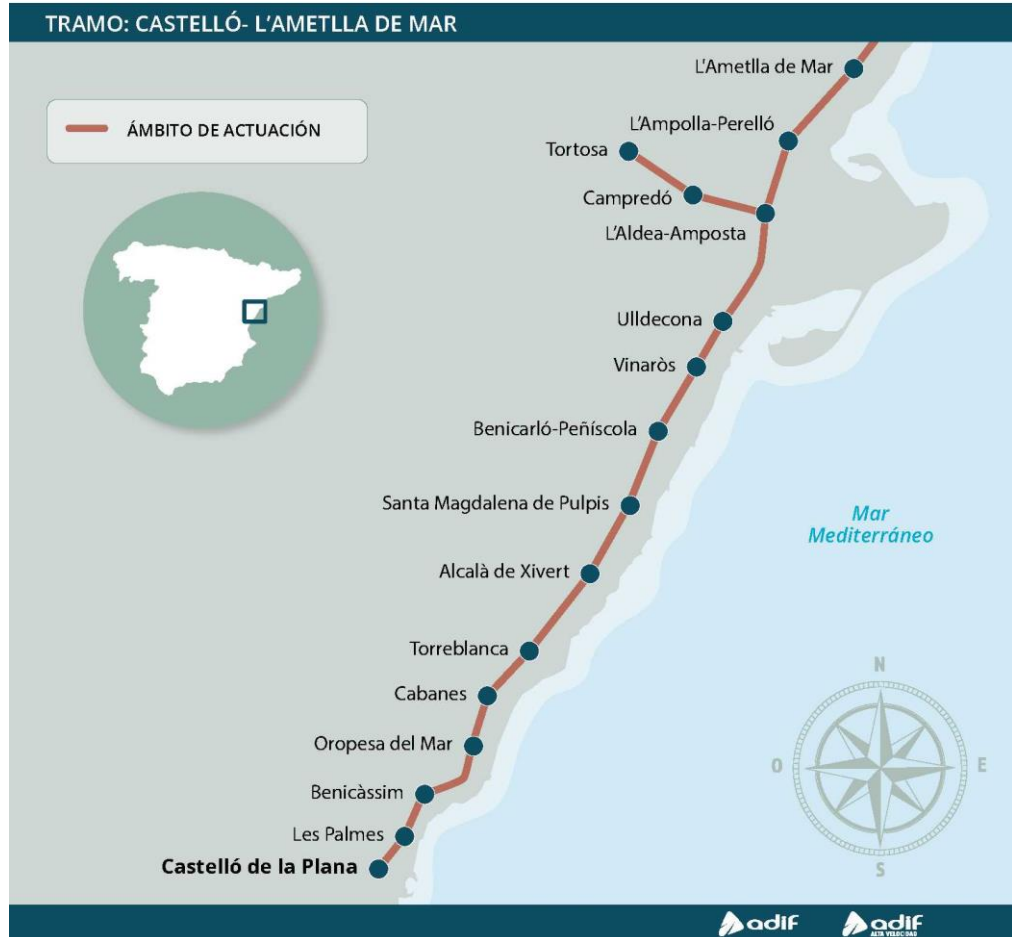 TRAMO: CASTELLÓ- L'AMETLLA DE MAR
ÁMBITO DE ACTUACIÓN
L'Ametlla de Mar
L'Ampolla-Perelló
Tortosa
Campredó
L'Aldea-Amposta
Ulldecona
Vinaròs
Benicarló-Peñíscola
Santa Magdalena de Pulpis
Mar
Mediterráneo
Alcalà de Xivert
Torreblanca
Cabanes
Oropesa del Mar
Benicàssim
Les Palmes
Castelló de la Plana
N
O
E
S
adif
adif
ALTA VELOCIDAD